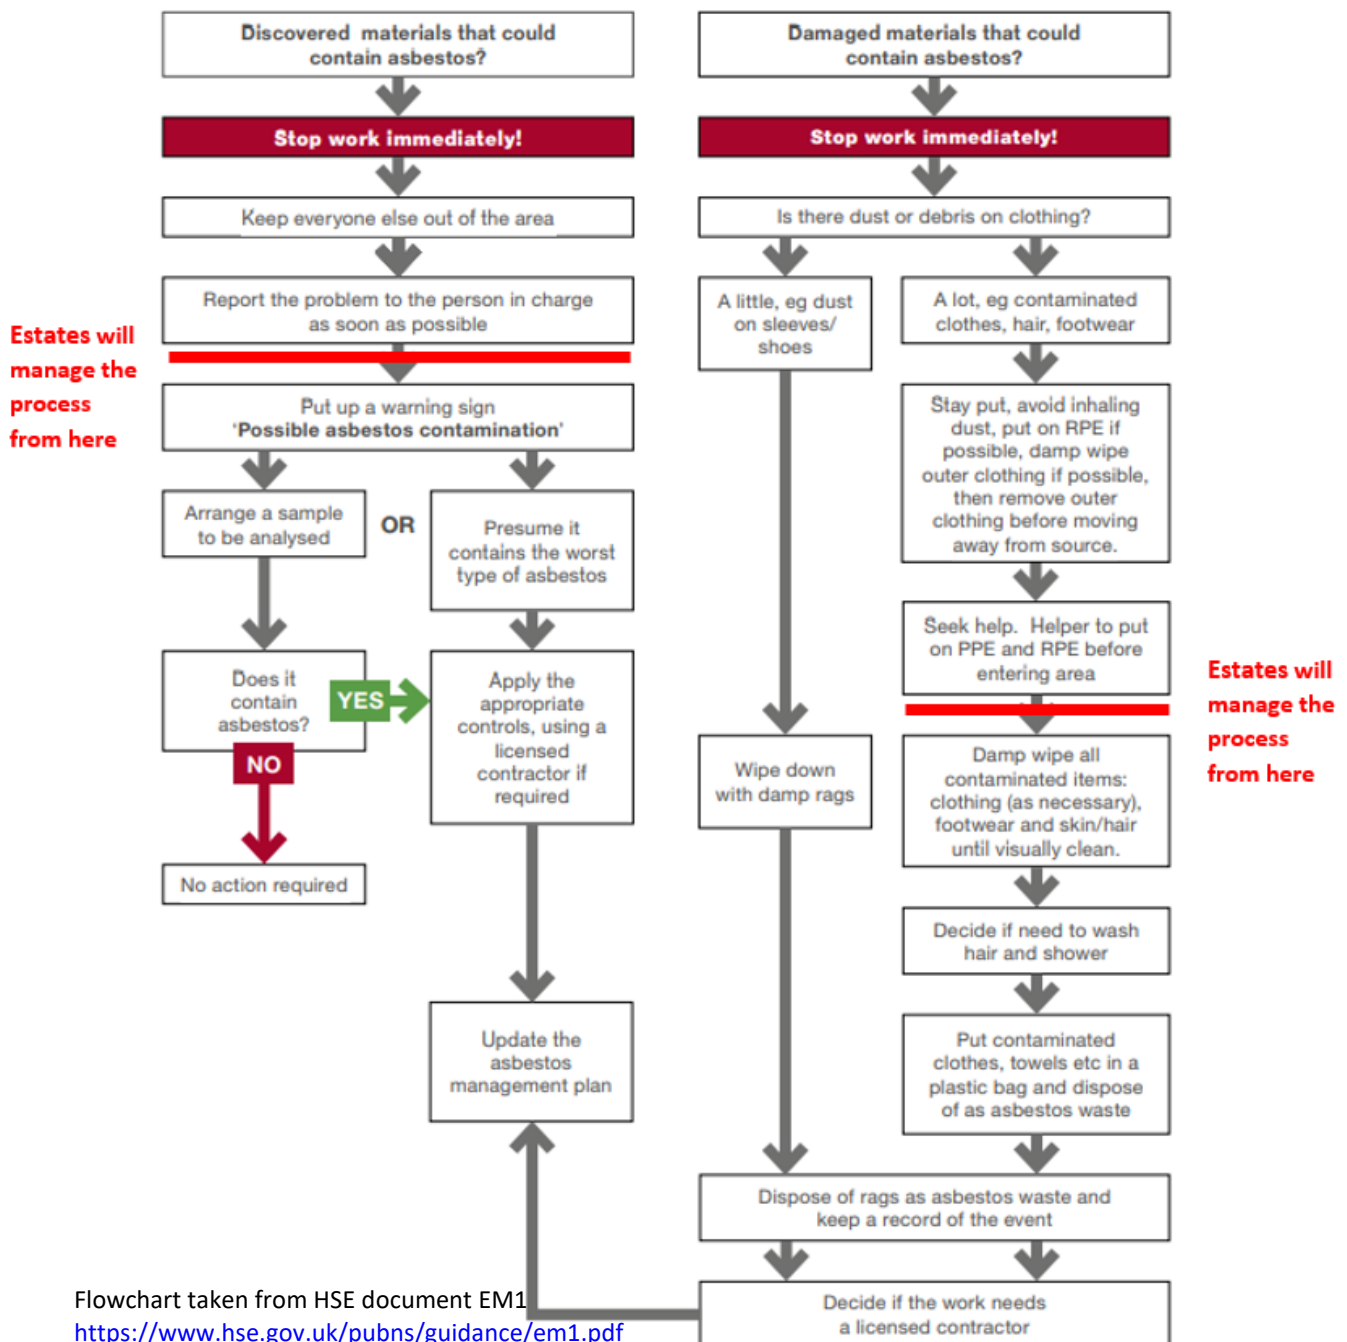 Discovered materials that could
contain asbestos?
Stop work immediately!
Keep everyone else out of the area
Report the problem to the person in charge
as soon as possible
Estates will
manage the
process
from here
Put up a warning sign
'Possible asbestos contamination'
Arrange a sample
to be analysed
OR
Presume it
contains the worst
type of asbestos
Does it
contain
asbestos?
YES
NO
Apply the
appropriate
controls, using a
licensed
contractor if
required
No action required
Update the
asbestos
management plan
Damaged materials that could
contain asbestos?
Stop work immediately!
Is there dust or debris on clothing?
A little, eg dust
on sleeves/
shoes
Wipe down
with damp rags
A lot, eg contaminated
clothes, hair, footwear
Stay put, avoid inhaling
dust, put on RPE if
possible, damp wipe
outer clothing if possible,
then remove outer
clothing before moving
away from source.
Seek help. Helper to put
on PPE and RPE before
entering area
Estates will
manage the
process
from here
Damp wipe all
contaminated items:
clothing (as necessary),
footwear and skin/hair
until visually clean.
Decide if need to wash
hair and shower
Put contaminated
clothes, towels etc in a
plastic bag and dispose
of as asbestos waste
Dispose of rags as asbestos waste and
keep a record of the event
Decide if the work needs
a licensed contractor
Flowchart taken from HSE document EM1
https://www.hse.gov.uk/pubns/guidance/em1.pdf